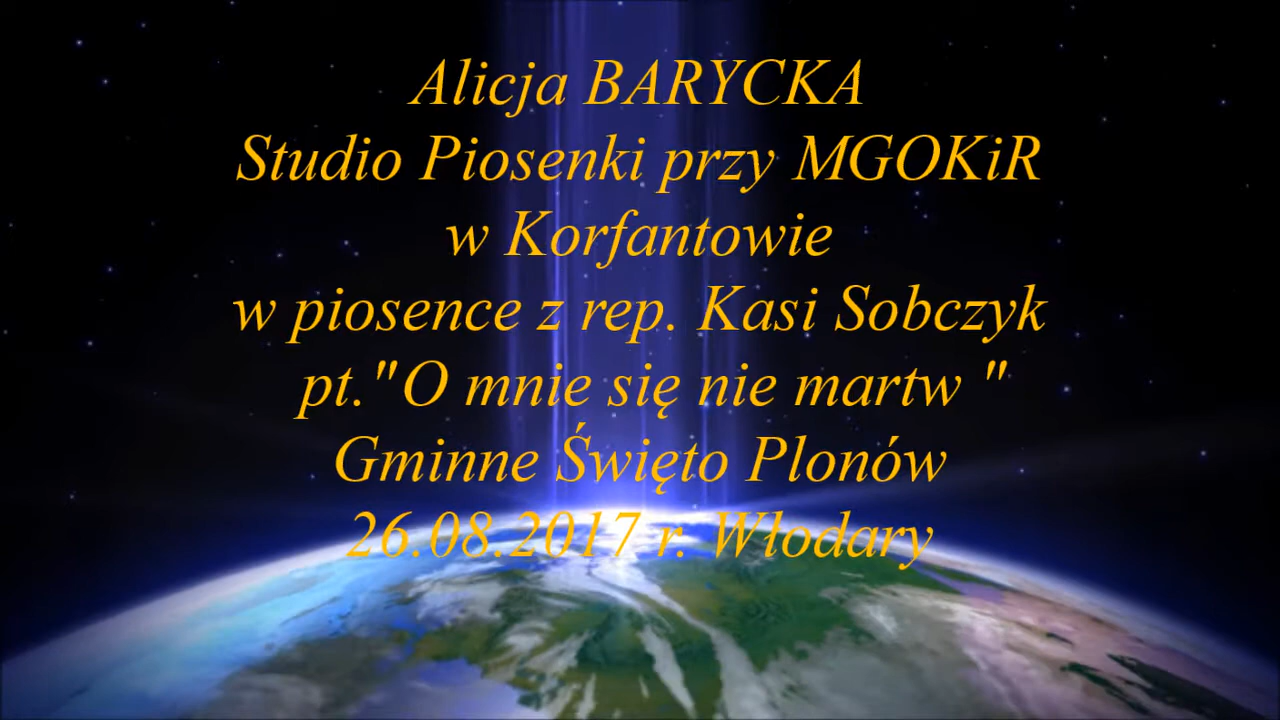 Alicja BARYCKA
Studio Piosenki przy MGOKiR
w Korfantowie
w piosence z rep. Kasi Sobczyk
pt."O mnie się nie martw "
Gminne Święto Plonów
26.08.2017 r. Włodary